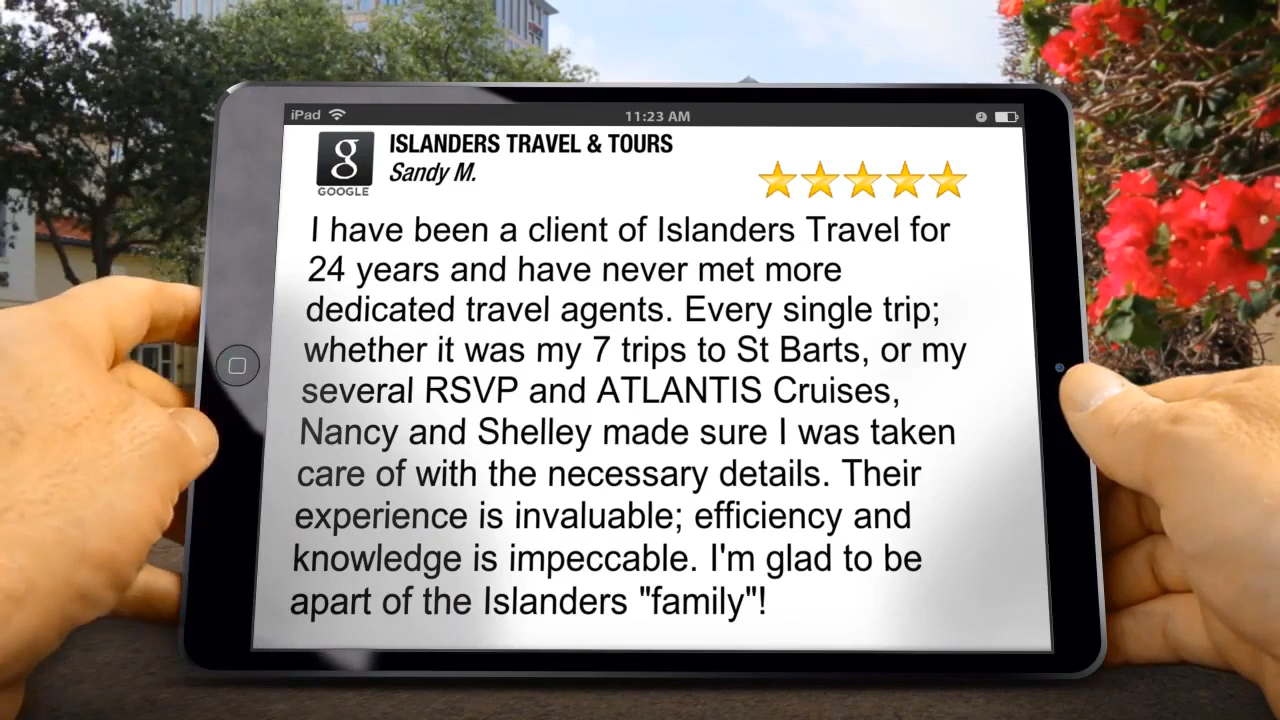 iPad 11:23 AM
g ISLANDERS TRAVEL & TOURS
Sandy M.
GOOGLE
I have been a client of Islanders Travel for
24 years and have never met more
dedicated travel agents. Every single trip;
whether it was my 7 trips to St Barts, or my
several RSVP and ATLANTIS Cruises,
Nancy and Shelley made sure I was taken
care of with the necessary details. Their
experience is invaluable; efficiency and
knowledge is impeccable. I'm glad to be
apart of the Islanders "family"!